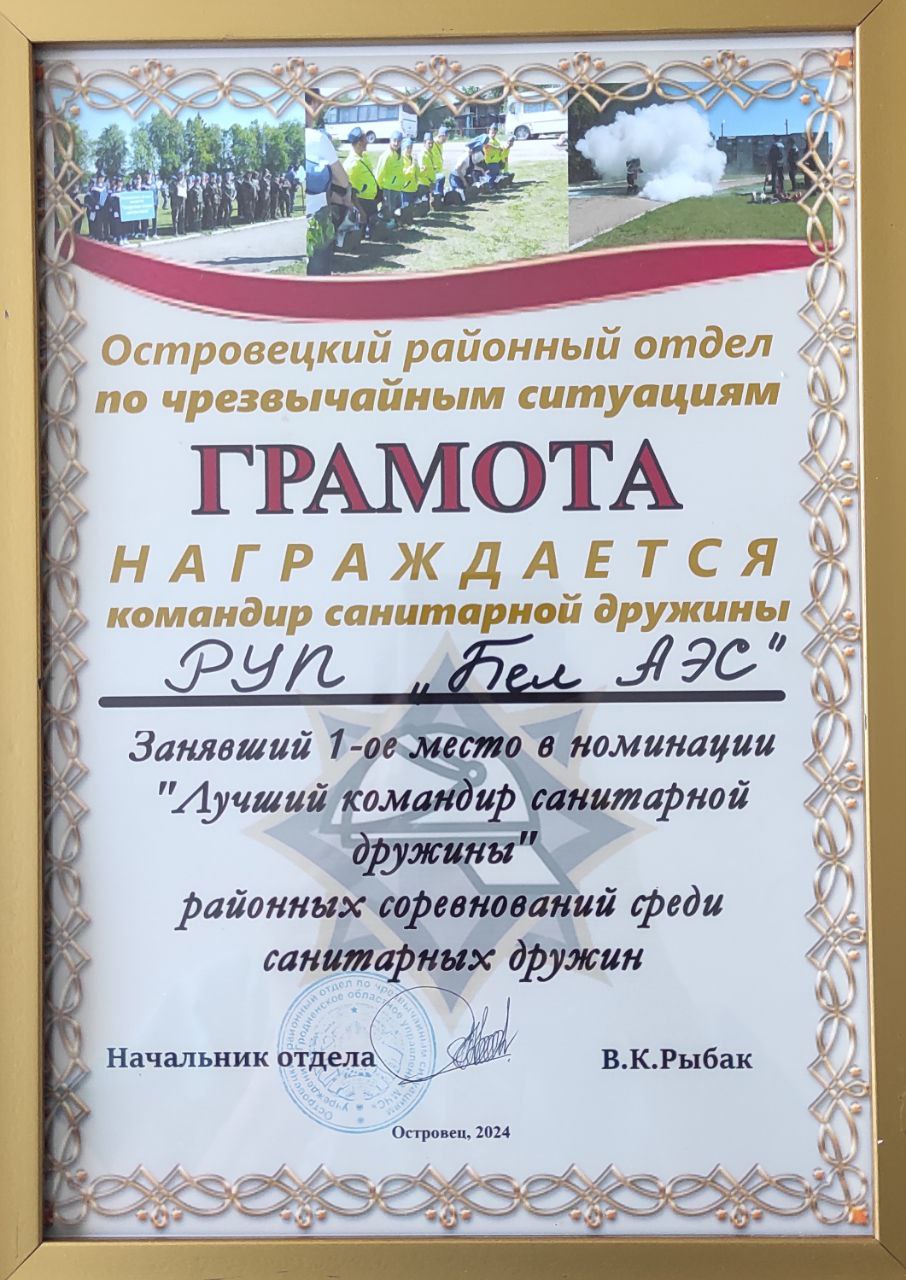 Островецкий районный отдел
по чрезвычайным ситуациям
ГРАМОТА
НАГРАЖДАЕТСЯ
командир санитарной дружины
РУП „Бел АЭС"
Занявший 1-ое место в номинации
"Лучший командир санитарной
дружины"
районных соревнований среди
санитарных дружин
Начальник отдела
В.К.Рыбак
Островец, 2024